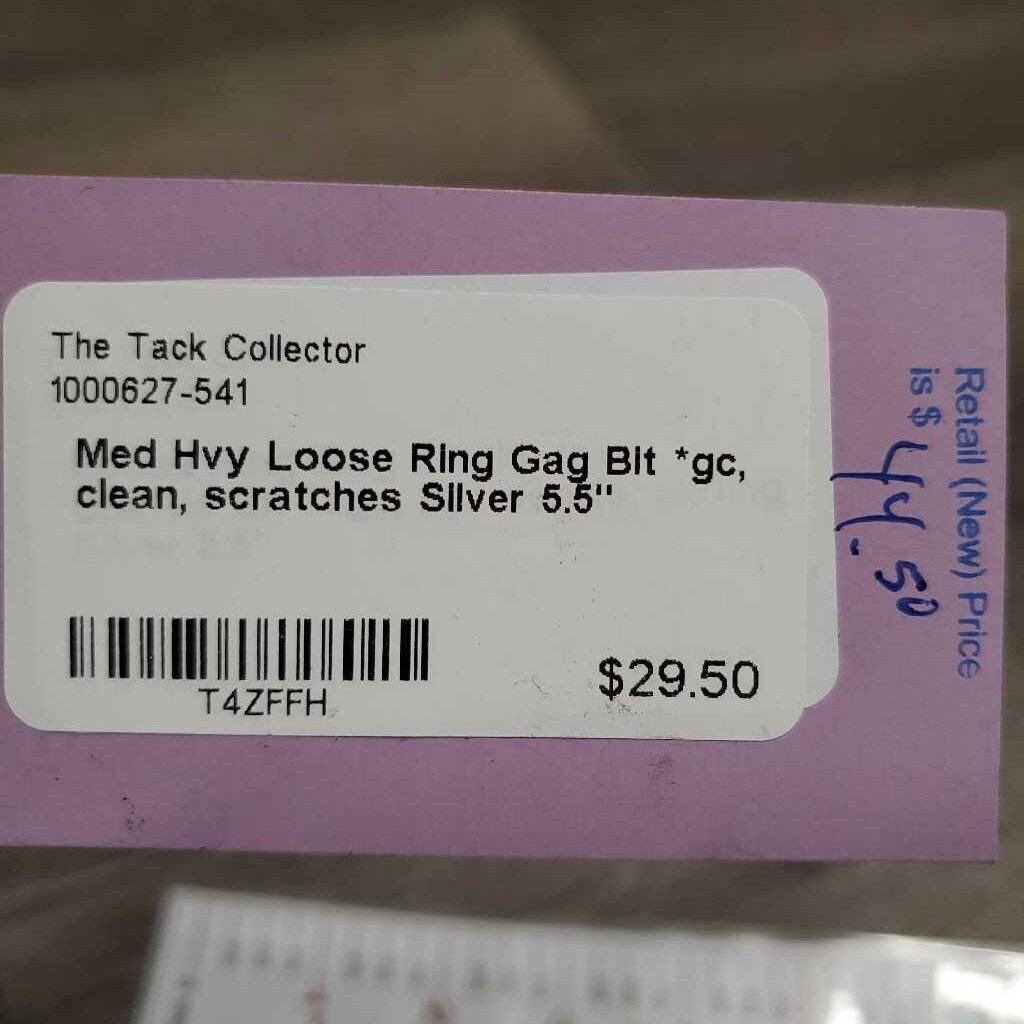 The Tack Collector
1000627-541
Med Hvy Loose Ring Gag Bit *gc,
clean, scratches Silver 5.5"
T4ZFFH
$29.50
Retail (New) Price
is $ 44.50